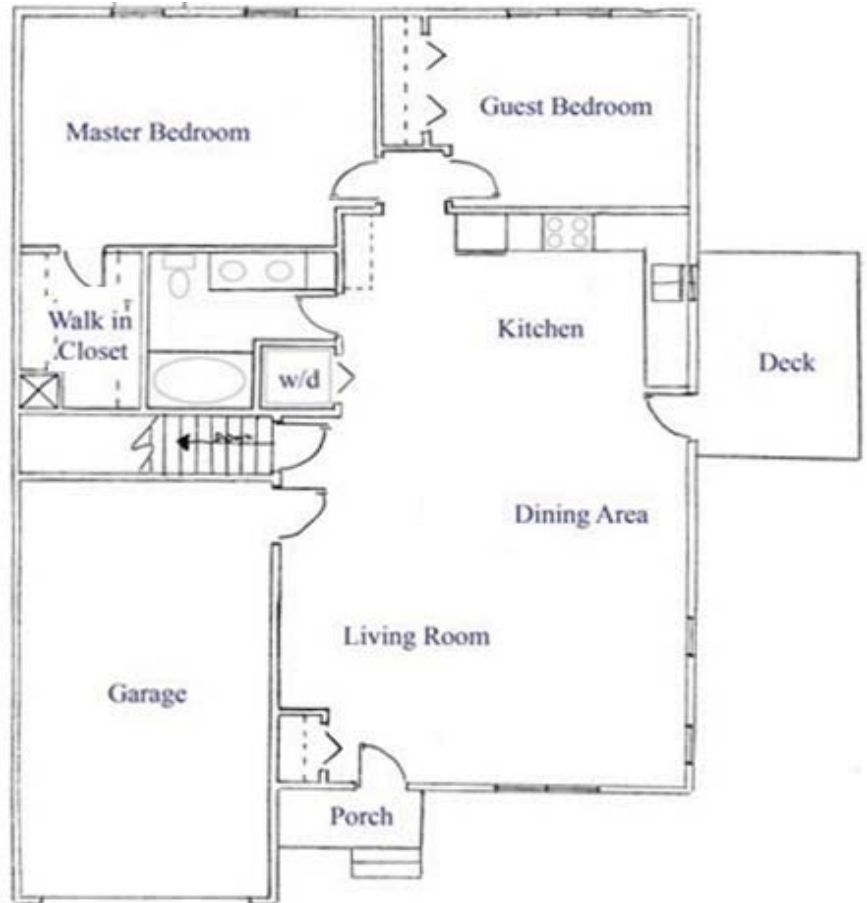 Master Bedroom
Guest Bedroom
Walk in
Closet
w/d
Kitchen
Deck
Dining Area
Living Room
Garage
Porch